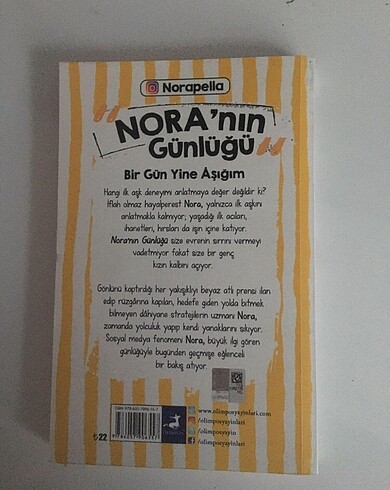 Norapella
"NORA'nın
Günlüğü"
Bir Gün Yine Aşığım
Hangi ilk aşk deneyimi anlatmaya değer değildir ki?
İflah olmaz hayalperest Nora, yalnızca ilk aşkını
anlatmakla kalmıyor; yaşadığı ilk acıları,
ihanetleri, hırsları da işin içine katıyor.
Nora'nın Günlüğü size evrenin sırrını vermeyi
vadetmiyor fakat size bir genç
kızın kalbini açıyor.
Gönlünü kaptırdığı her yakışıklıyı beyaz atlı prensi ilan
edip rüzgârına kapılan, hedefe giden yolda bitmek
bilmeyen dâhiyane stratejilerin uzmanı Nora,
zamanda yolculuk yapıp kendi yanaklarını sıkıyor.
Sosyal medya fenomeni Nora, büyük ilgi gören
günlüğüyle bugünden geçmişe eğlenceli
bir bakış atıyor.
₺22
www.olimposyayinlari.com
/olimposyayinlari
/olimposyayin
/olimposyayinlari